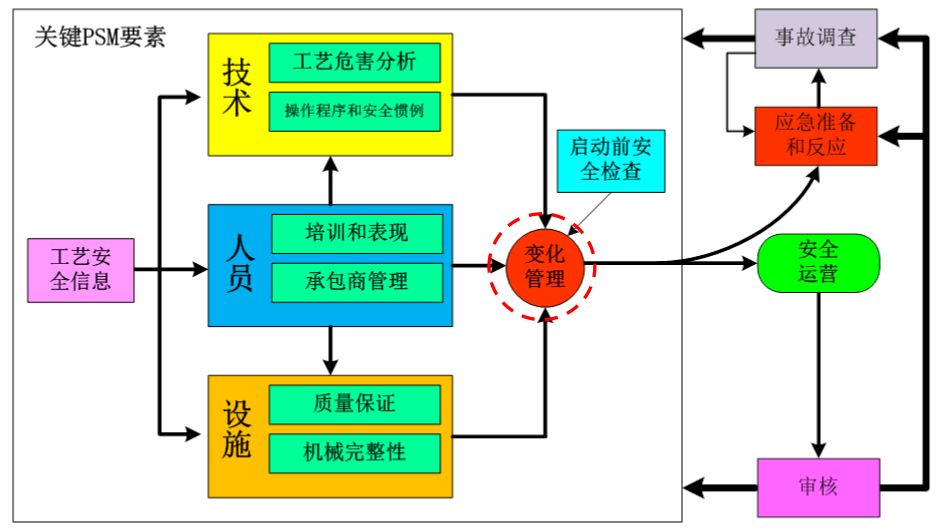 关键PSM要素
技
术
工艺危害分析
操作程序和安全惯例
人
员
培训和表现
承包商管理
设
施
质量保证
机械完整性
工艺安
全信息
启动前安
全检查
变化
管理
事故调查
应急准备
和反应
安全
运营
审核